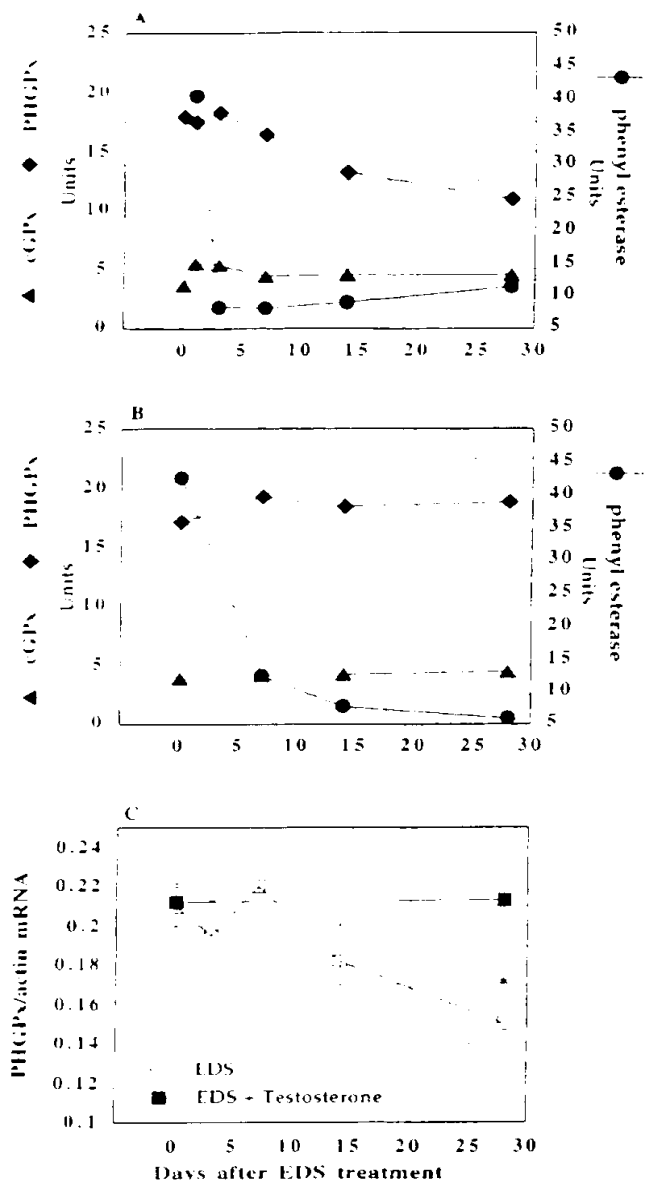 A
25
20
15
10
5
0
Units
PHGPx
cGPx
50
45
40
35
30
25
20
15
10
5
Units
phenyl esterase
0 5 10 15 20 25 30
B
25
20
15
10
5
0
Units
PHGPx
cGPx
50
45
40
35
30
25
20
15
10
5
Units
phenyl esterase
0 5 10 15 20 25 30
C
0.24
0.22
0.2
0.18
0.16
0.14
0.12
0.1
PHGPx/actin mRNA
*
EDS
EDS + Testosterone
0 5 10 15 20 25 30
Days after EDS treatment